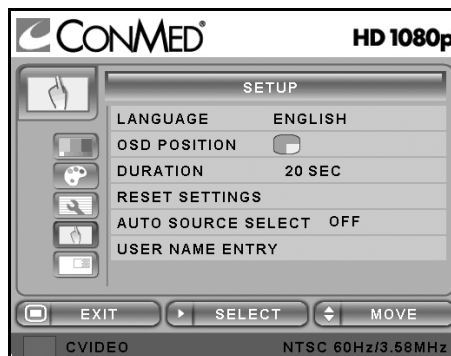 CONMED®
HD 1080p
SETUP
LANGUAGE ENGLISH
OSD POSITION
DURATION 20 SEC
RESET SETTINGS
AUTO SOURCE SELECT OFF
USER NAME ENTRY
EXIT SELECT MOVE
CVIDEO NTSC 60Hz/3.58MHz